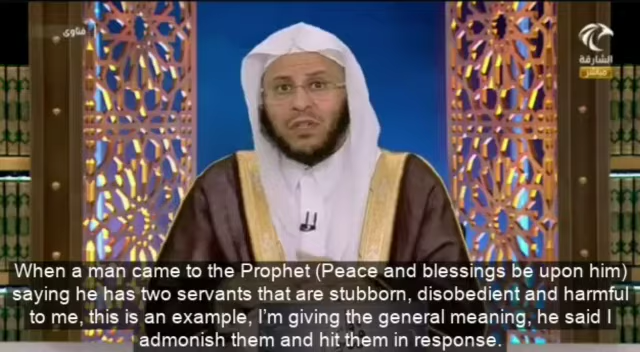 فتاوى
الشارقة
مباشر
When a man came to the Prophet (Peace and blessings be upon him)
saying he has two servants that are stubborn, disobedient and harmful
to me, this is an example, I'm giving the general meaning, he said I
admonish them and hit them in response.